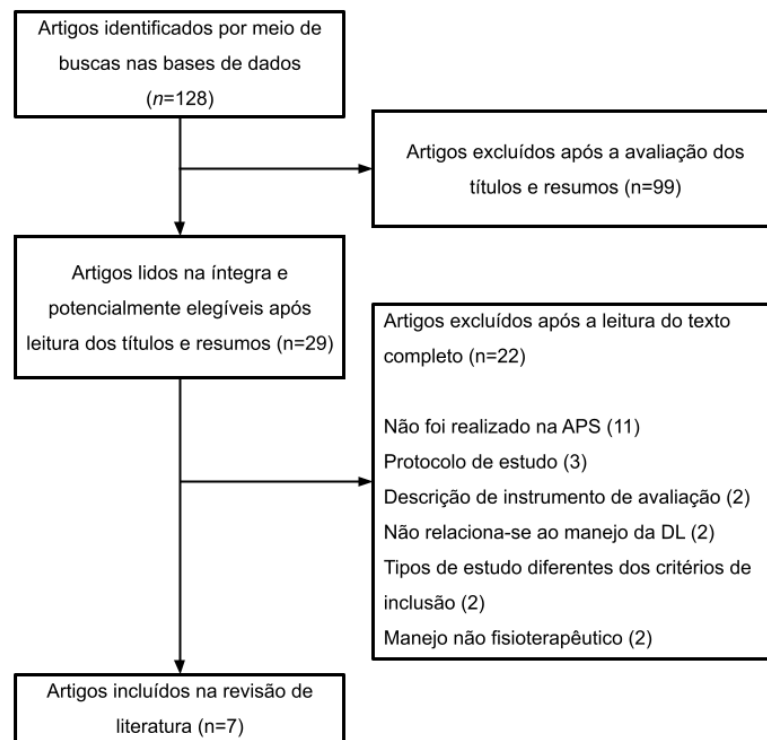 Artigos identificados por meio de
buscas nas bases de dados
(n=128)
Artigos excluídos após a avaliação dos
títulos e resumos (n=99)
Artigos lidos na íntegra e
potencialmente elegíveis após
leitura dos títulos e resumos (n=29)
Artigos excluídos após a leitura do texto
completo (n=22)
Não foi realizado na APS (11)
Protocolo de estudo (3)
Descrição de instrumento de avaliação (2)
Não relaciona-se ao manejo da DL (2)
Tipos de estudo diferentes dos critérios de
inclusão (2)
Manejo não fisioterapêutico (2)
Artigos incluídos na revisão de
literatura (n=7)